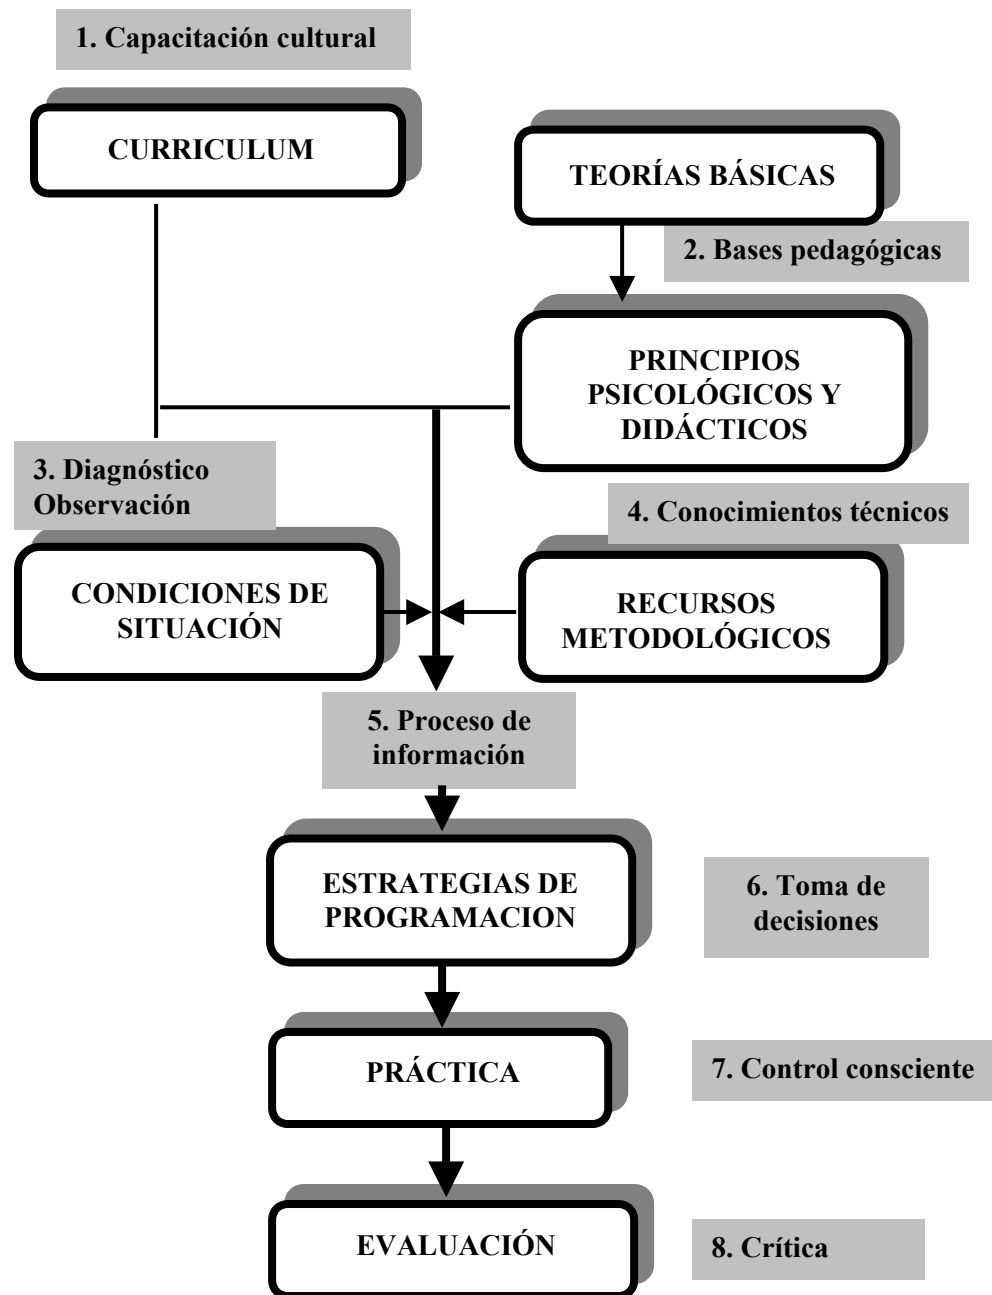 1. Capacitación cultural
CURRICULUM
TEORÍAS BÁSICAS
2. Bases pedagógicas
PRINCIPIOS
PSICOLÓGICOS Y
DIDÁCTICOS
3. Diagnóstico
Observación
4. Conocimientos técnicos
CONDICIONES DE
SITUACIÓN
RECURSOS
METODOLÓGICOS
5. Proceso de
información
ESTRATEGIAS DE
PROGRAMACION
6. Toma de
decisiones
PRÁCTICA
7. Control consciente
EVALUACIÓN
8. Crítica